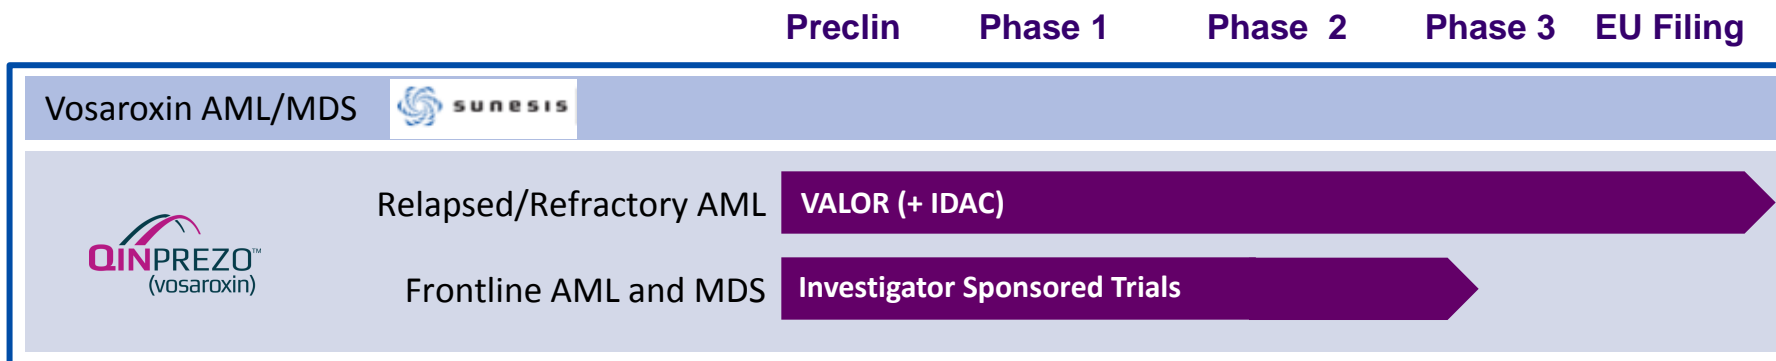 Preclin Phase 1 Phase 2 Phase 3 EU Filing
Vosaroxin AML/MDS sunesis
Relapsed/Refractory AML VALOR (+ IDAC)
QINPREZO™
(vosaroxin)
Frontline AML and MDS Investigator Sponsored Trials